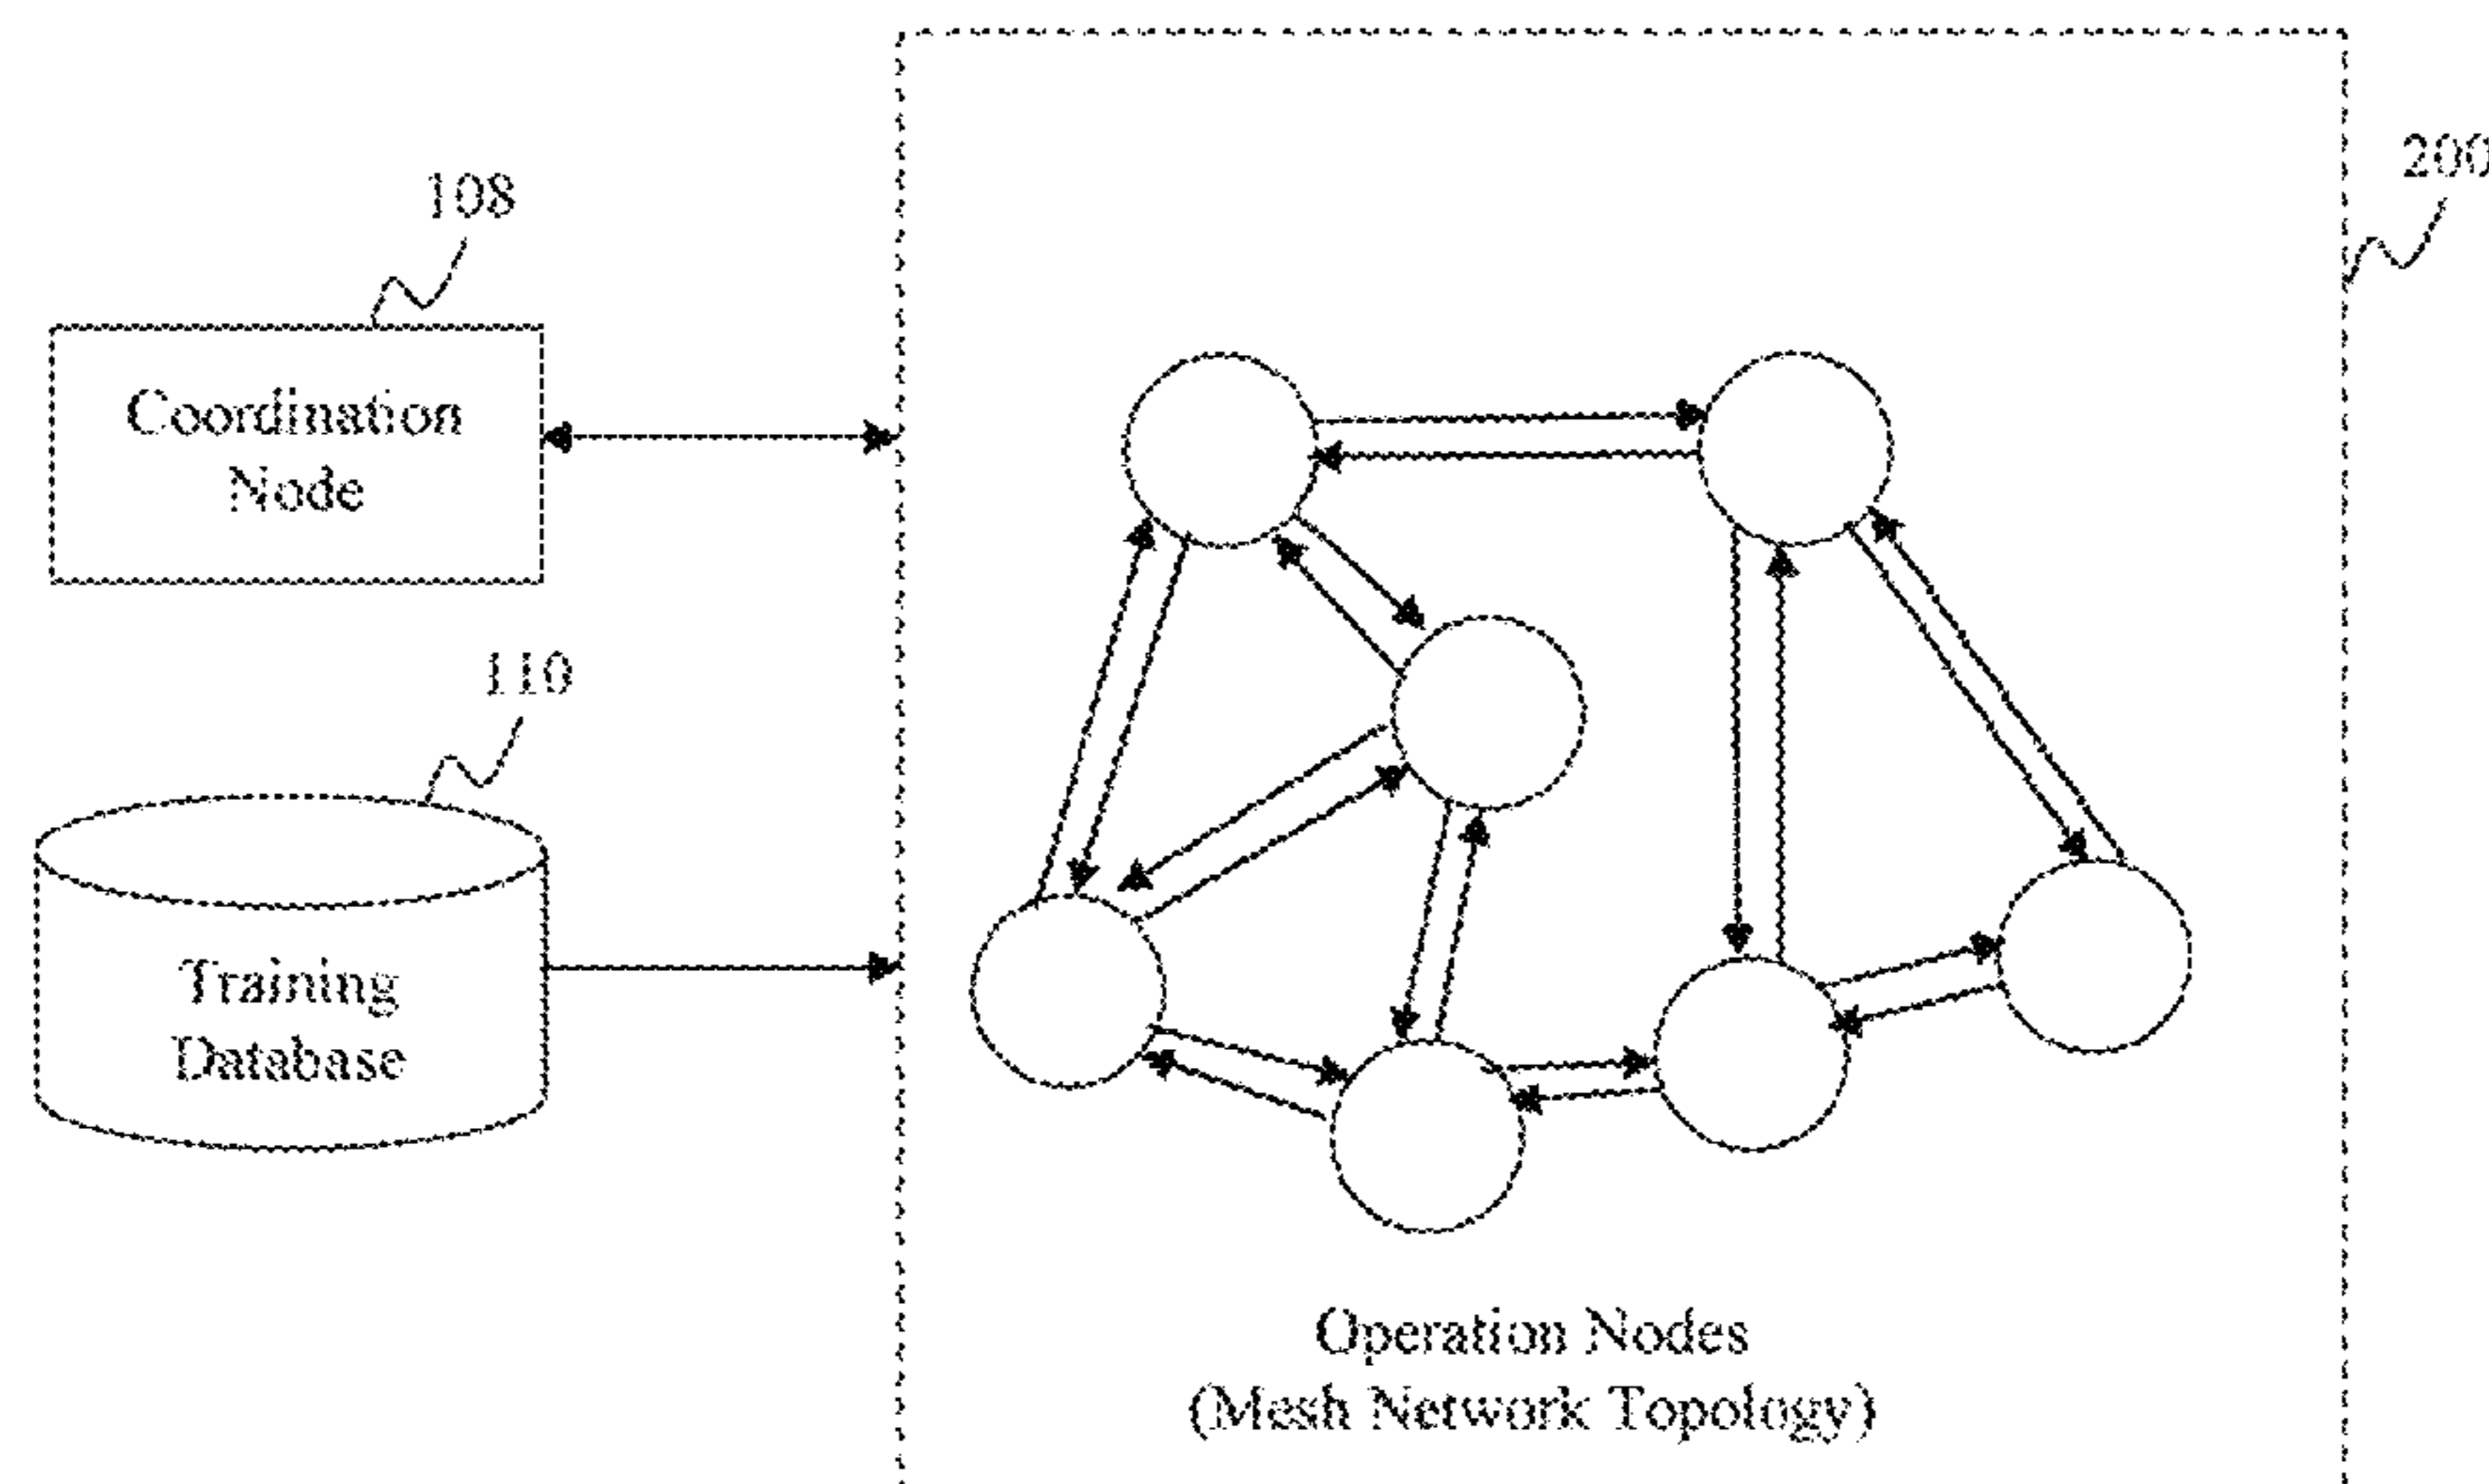 108
Coordination
Node
110
Training
Database
200
Operation Nodes
(Mesh Network Topology)